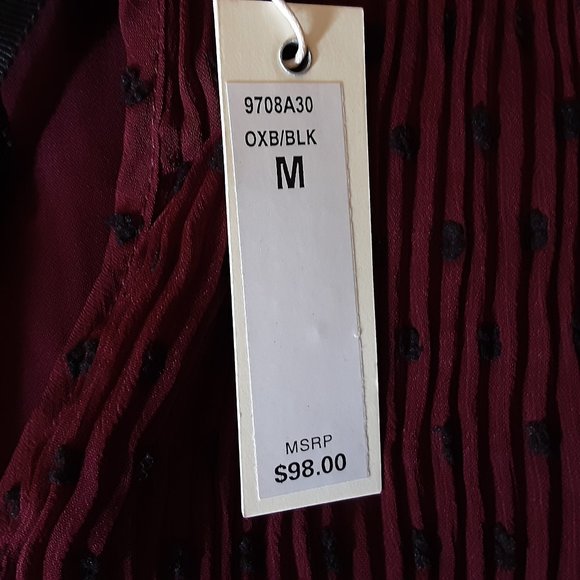 9708A30
OXB/BLK
M
MSRP
$98.00